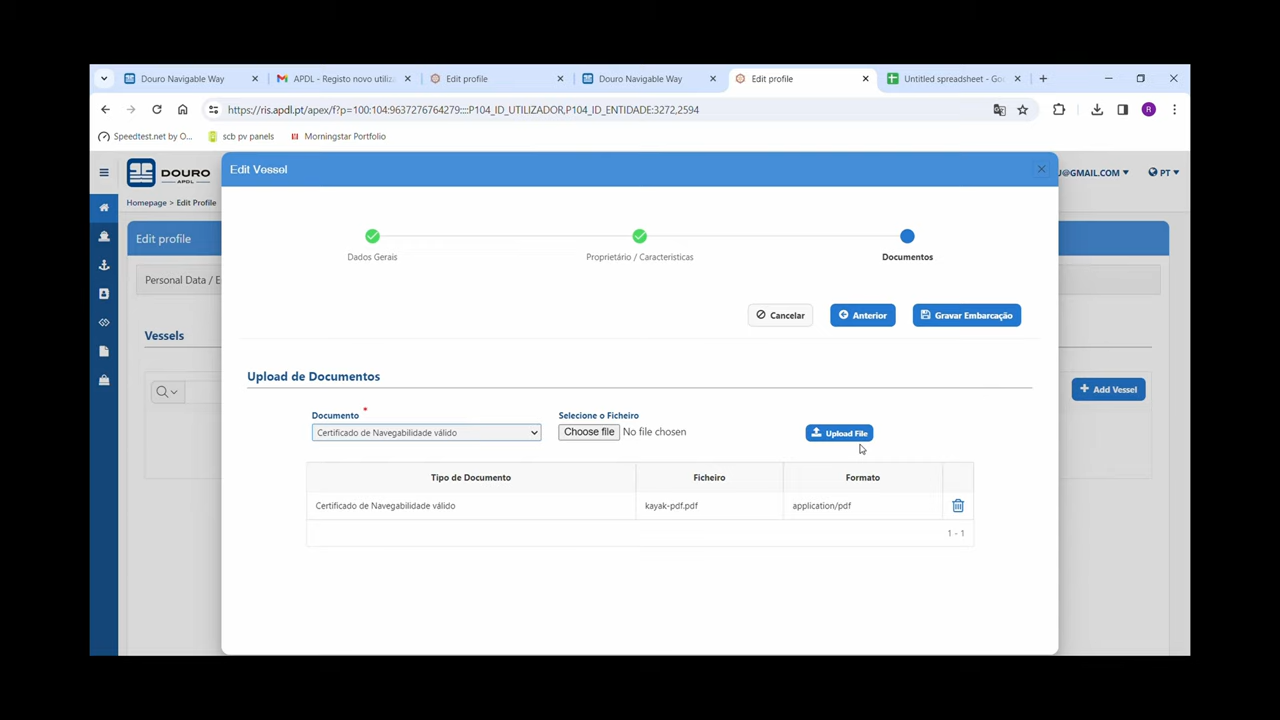 Douro Navigable Way
APDL - Registo novo utiliz
Edit profile
Douro Navigable Way
Edit profile
Untitled spreadsheet - Goo
https://ris.apdl.pt/apex/f?p=100:104:9637276764279::::P104_ID_UTILIZADOR,P104_ID_ENTIDADE:3272,2594
R
Speedtest.net by O...
scb pv panels
Morningstar Portfolio
DOURO
APDL
Edit Vessel
U@GMAIL.COM
PT
Homepage > Edit Profile
Edit profile
Dados Gerais
Proprietário / Características
Documentos
Personal Data / E
Cancelar
Anterior
Gravar Embarcação
Vessels
Upload de Documentos
Add Vessel
Documento *
Selecione o Ficheiro
Certificado de Navegabilidade válido
Choose file
No file chosen
Upload File
Tipo de Documento
Ficheiro
Formato
Certificado de Navegabilidade válido
kayak-pdf.pdf
application/pdf
1 - 1